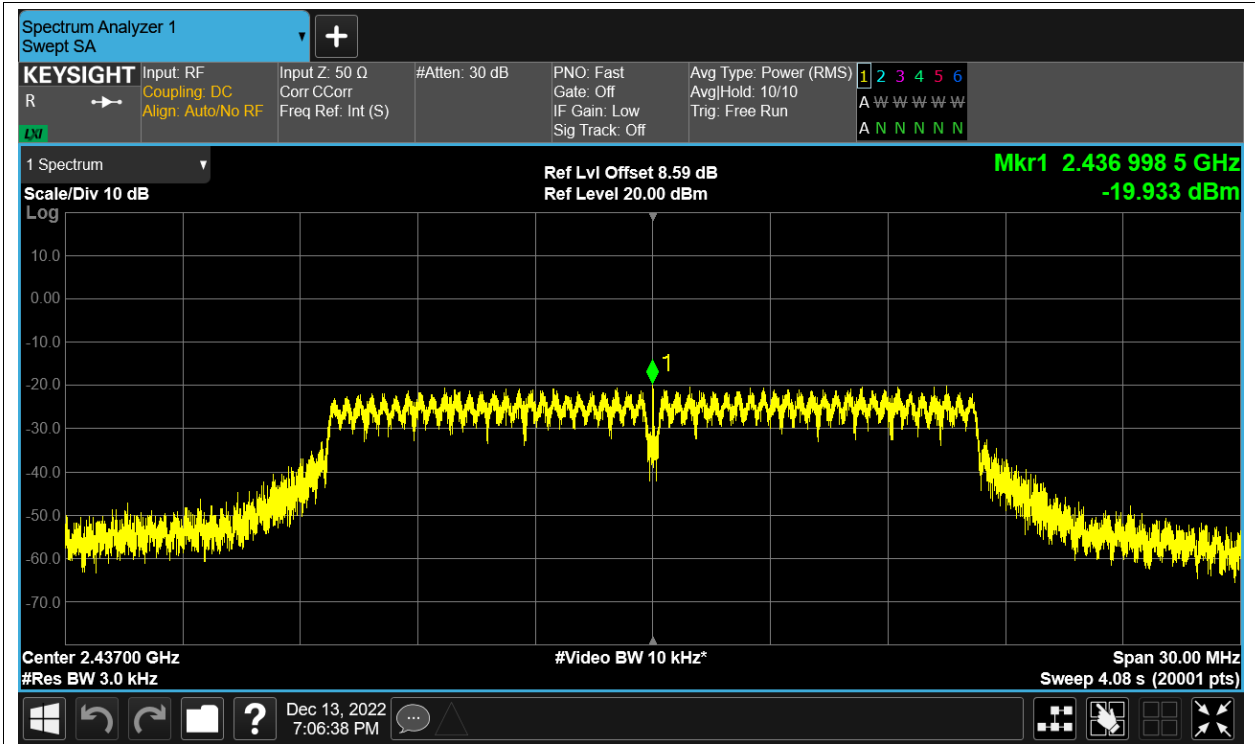 Spectrum Analyzer 1
Swept SA
+
KEYSIGHT
R
LXI
Input: RF
Coupling: DC
Align: Auto/No RF
Input Z: 50 Ω
Corr CCorr
Freq Ref: Int (S)
#Atten: 30 dB
PNO: Fast
Gate: Off
IF Gain: Low
Sig Track: Off
Avg Type: Power (RMS)
Avg|Hold: 10/10
Trig: Free Run
1 2 3 4 5 6
A W W W W W
A N N N N N
1 Spectrum
Scale/Div 10 dB
Ref Lvl Offset 8.59 dB
Ref Level 20.00 dBm
Mkr1 2.436 998 5 GHz
-19.933 dBm
Log
10.0
0.00
-10.0
-20.0
-30.0
-40.0
-50.0
-60.0
-70.0
1
Center 2.43700 GHz
#Res BW 3.0 kHz
#Video BW 10 kHz*
Span 30.00 MHz
Sweep 4.08 s (20001 pts)
?
Dec 13, 2022
7:06:38 PM